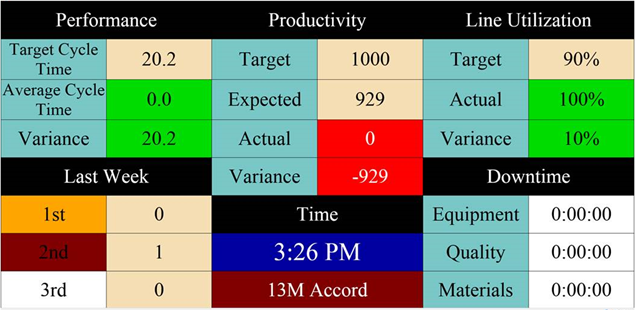 Performance Productivity Line Utilization
Target Cycle Time 20.2 Target 1000 Target 90%
Average Cycle Time 0.0 Expected 929 Actual 100%
Variance 20.2 Actual 0 Variance 10%
Last Week Variance -929 Downtime
1st 0 Time Equipment 0:00:00
2nd 1 3:26 PM Quality 0:00:00
3rd 0 13M Accord Materials 0:00:00